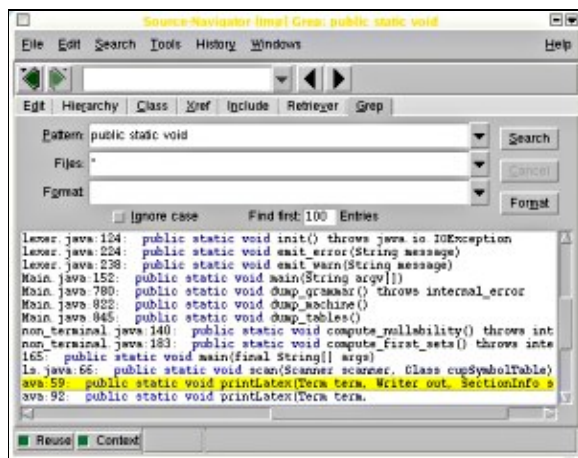 Source-Navigator [ime] Grep: public static void
File Edit Search Tools History Windows Help
Edit Hierarchy Class Xref Include Retriever Grep
Pattern: public static void Search
Files: * Cancel
Format: Format
Ignore case Find first: 100 Entries
lexer.java:124: public static void init() throws java.io.IOException
lexer.java:224: public static void emit_error(String message)
lexer.java:238: public static void emit_warn(String message)
Main.java:152: public static void main(String argv[])
Main.java:780: public static void dump_grammar() throws internal_error
Main.java:822: public static void dump_machine()
Main.java:845: public static void dump_tables()
non_terminal.java:140: public static void compute_nullability() throws int
non_terminal.java:183: public static void compute_first_sets() throws inte
165: public static void main(final String[] args)
ls.java:66: public static void scan(Scanner scanner, Class cupSymbolTable)
ava:59: public static void printLatex(Term term, Writer out, SectionInfo s
ava:92: public static void printLatex(Term term,
Reuse Context